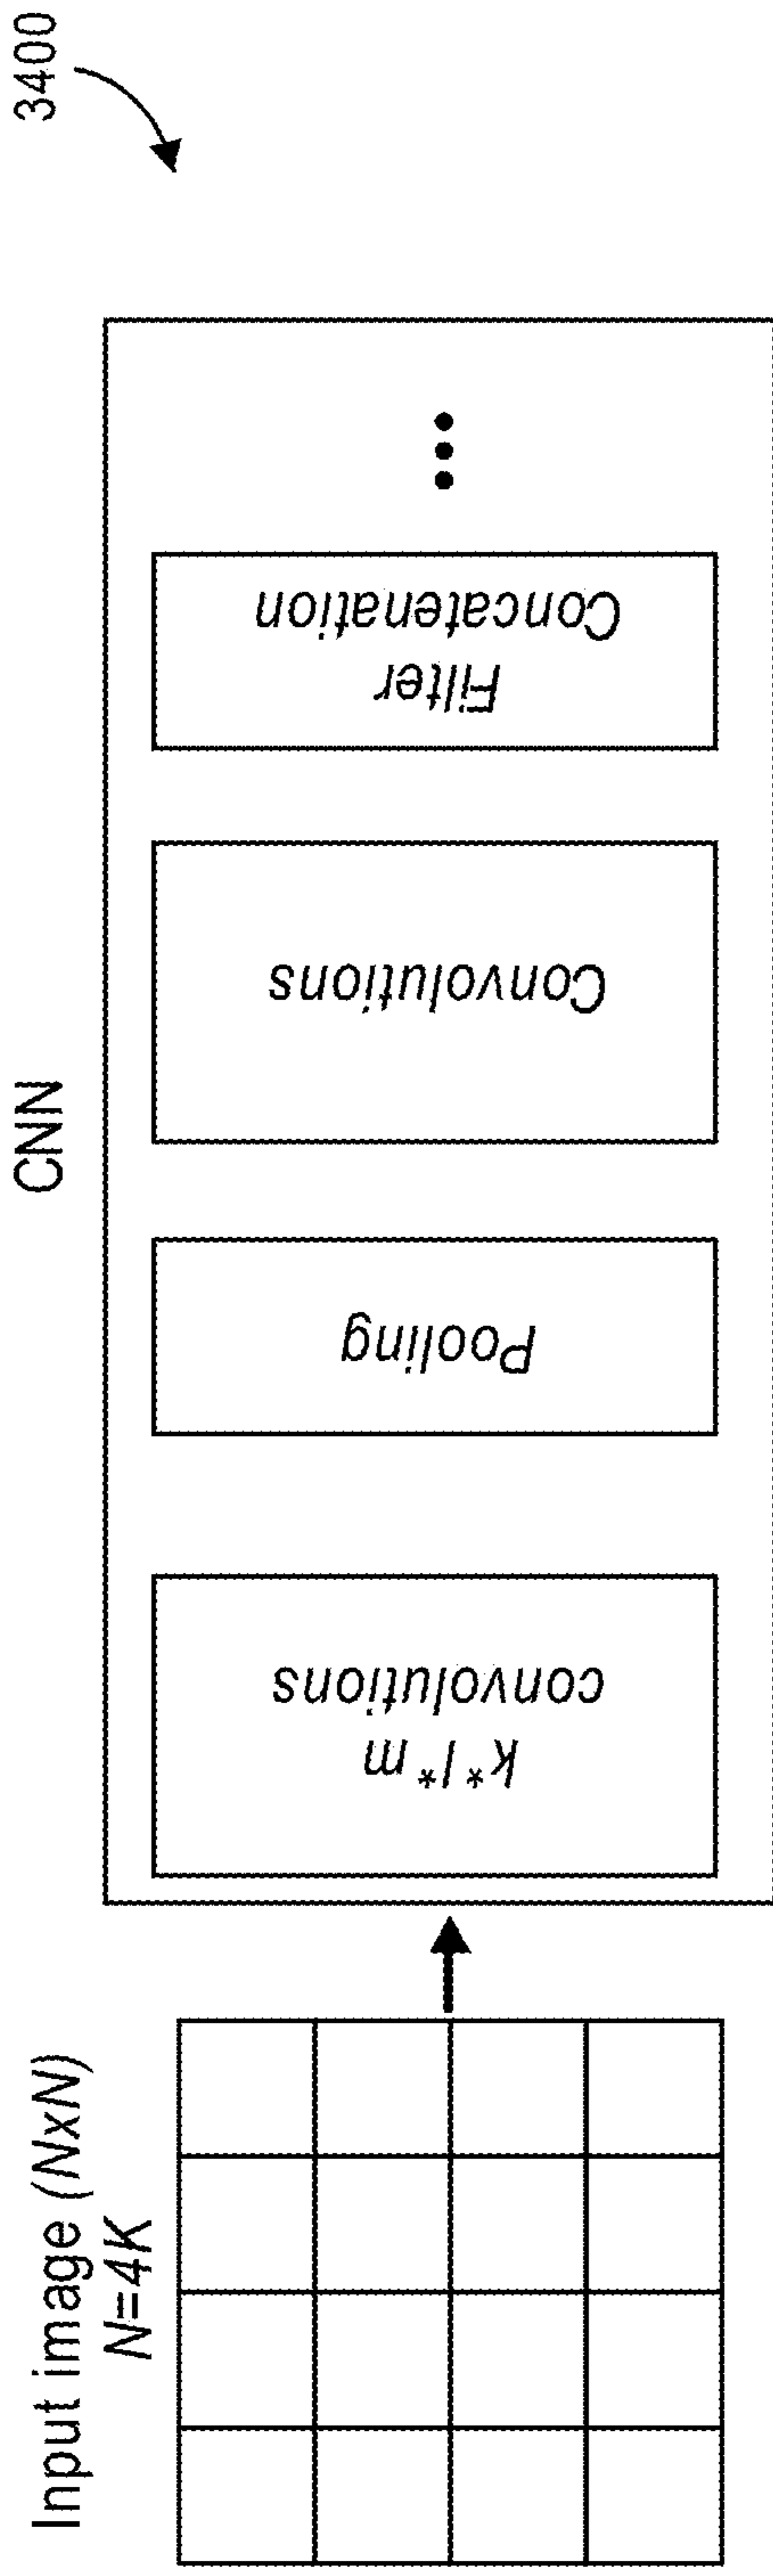 3400
CNN
Input image (NxN)
N=4K
k*l*m
convolutions
Pooling
Convolutions
Filter
Concatenation